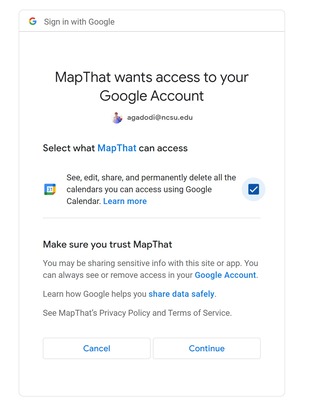 Sign in with Google
MapThat wants access to your
Google Account
agadodi@ncsu.edu
Select what MapThat can access
See, edit, share, and permanently delete all the
calendars you can access using Google
Calendar. Learn more
Make sure you trust MapThat
You may be sharing sensitive info with this site or app. You
can always see or remove access in your Google Account.
Learn how Google helps you share data safely.
See MapThat's Privacy Policy and Terms of Service.
Cancel
Continue